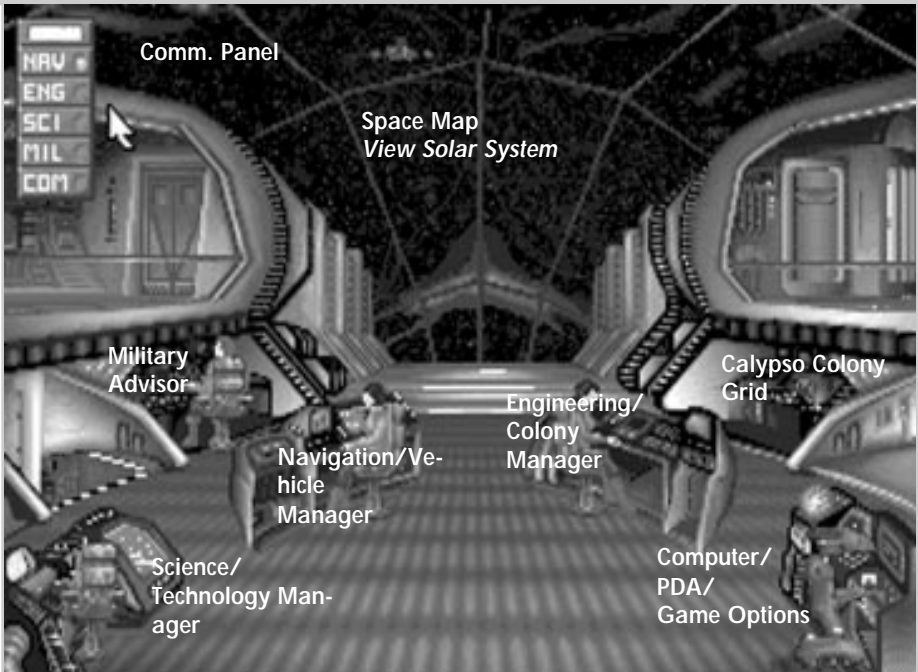 Comm. Panel
NAV
ENG
SCI
MIL
COM
Space Map
View Solar System
Military
Advisor
Calypso Colony
Grid
Engineering/
Colony
Manager
Navigation/Ve-
hicle
Manager
Science/
Technology Man-
ager
Computer/
PDA/
Game Options